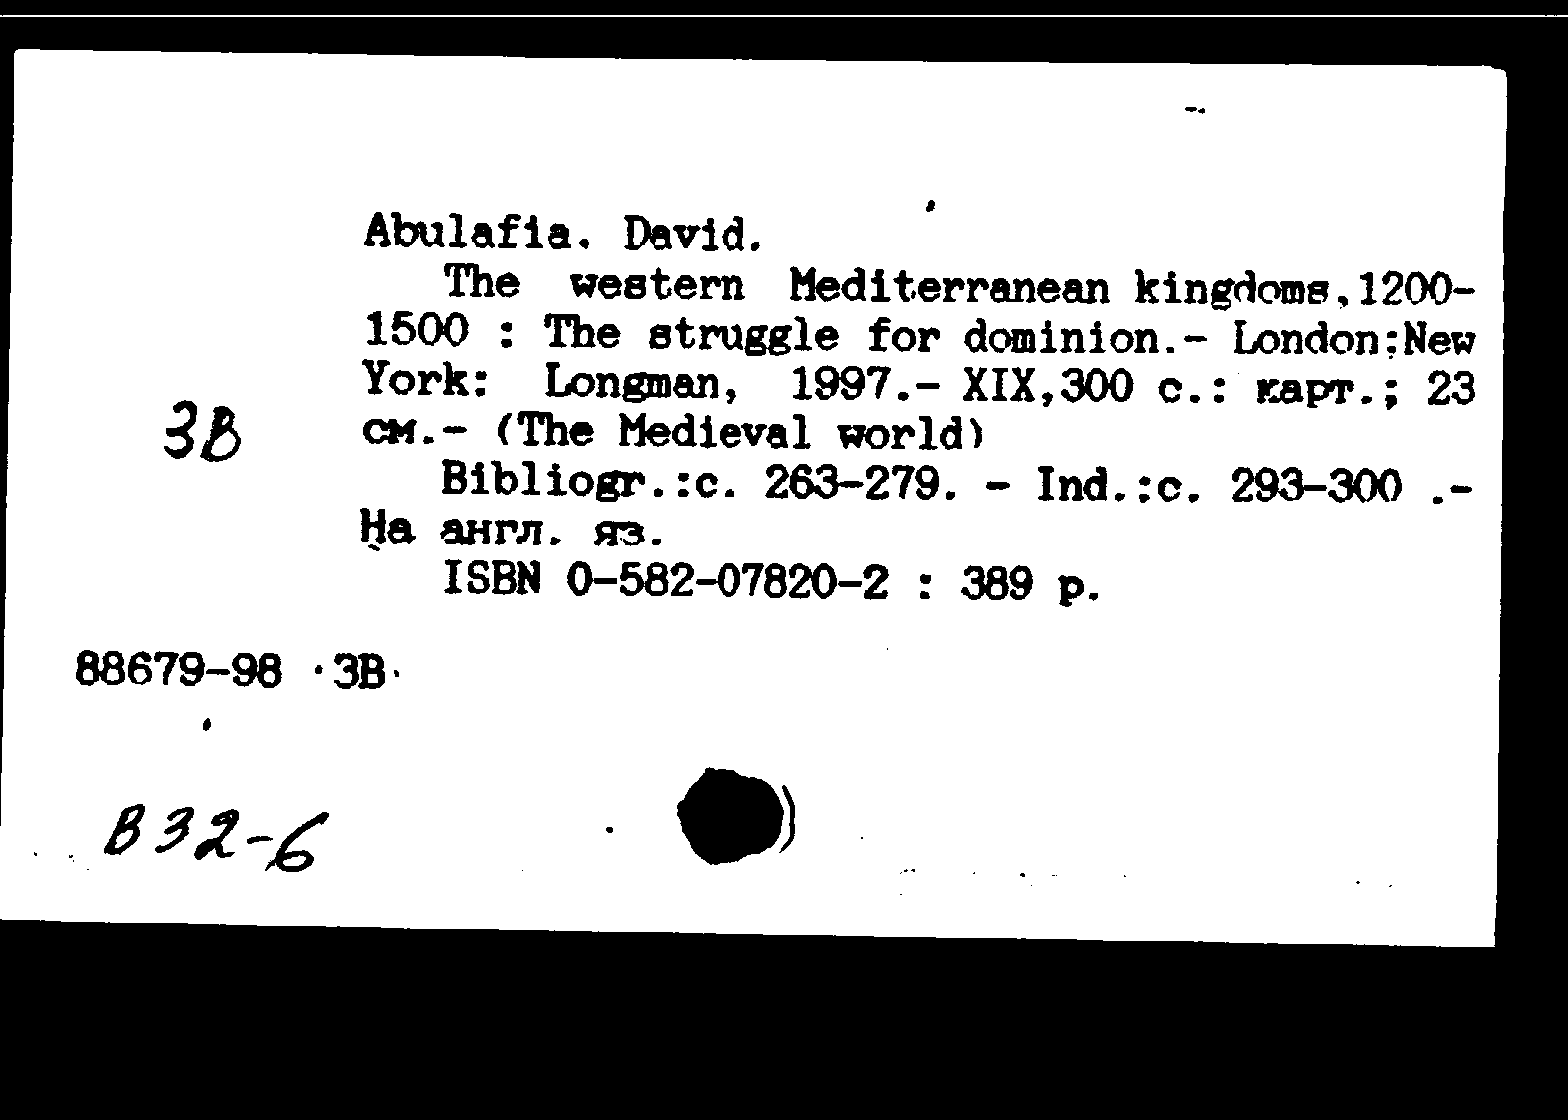 Abulafia. David.
The western Mediterranean kingdoms,1200-
1500 : The struggle for dominion.- London;New
York: Longman, 1997.- XIX,300 с.: карт.; 23
см.- (The Medieval world)
ЗВ
Bibliogr.:с. 263-279. - Ind.:с. 293-300 .-
На англ. яз.
ISBN 0-582-07820-2 : 389 р.
88679-98 ЗВ
В32-6